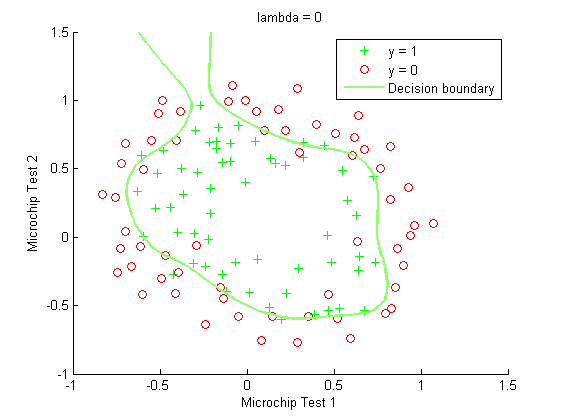 lambda = 0
y = 1
y = 0
Decision boundary
1.5
1
0.5
0
-0.5
-1
-1
-0.5
0
0.5
1
1.5
Microchip Test 1
Microchip Test 2